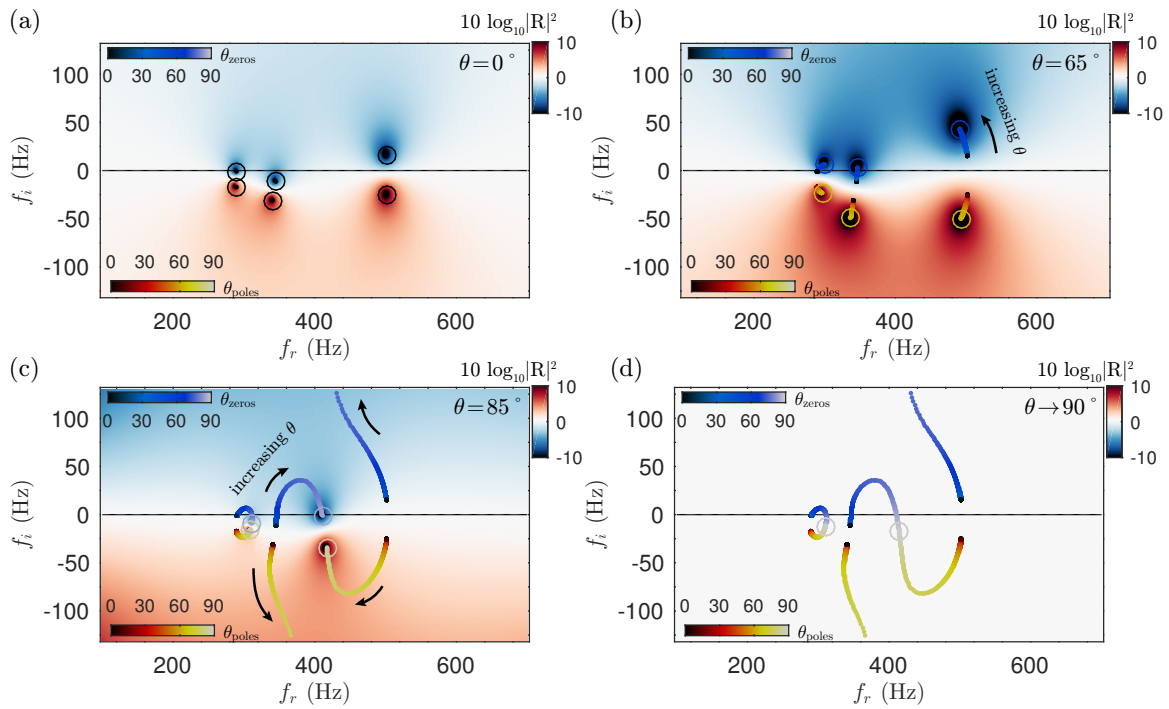 (a)
10 log10|R|²
θzeros
0 30 60 90
θ=0°
10
0
-10
100
50
0
-50
-100
fi (Hz)
0 30 60 90
θpoles
200 400 600
fr (Hz)
(b)
10 log10|R|²
θzeros
0 30 60 90
θ=65°
increasing θ
10
0
-10
100
50
0
-50
-100
fi (Hz)
0 30 60 90
θpoles
200 400 600
fr (Hz)
(c)
10 log10|R|²
θzeros
0 30 60 90
θ=85°
increasing θ
10
0
-10
100
50
0
-50
-100
fi (Hz)
0 30 60 90
θpoles
200 400 600
fr (Hz)
(d)
10 log10|R|²
θzeros
0 30 60 90
θ→90°
10
0
-10
100
50
0
-50
-100
fi (Hz)
0 30 60 90
θpoles
200 400 600
fr (Hz)